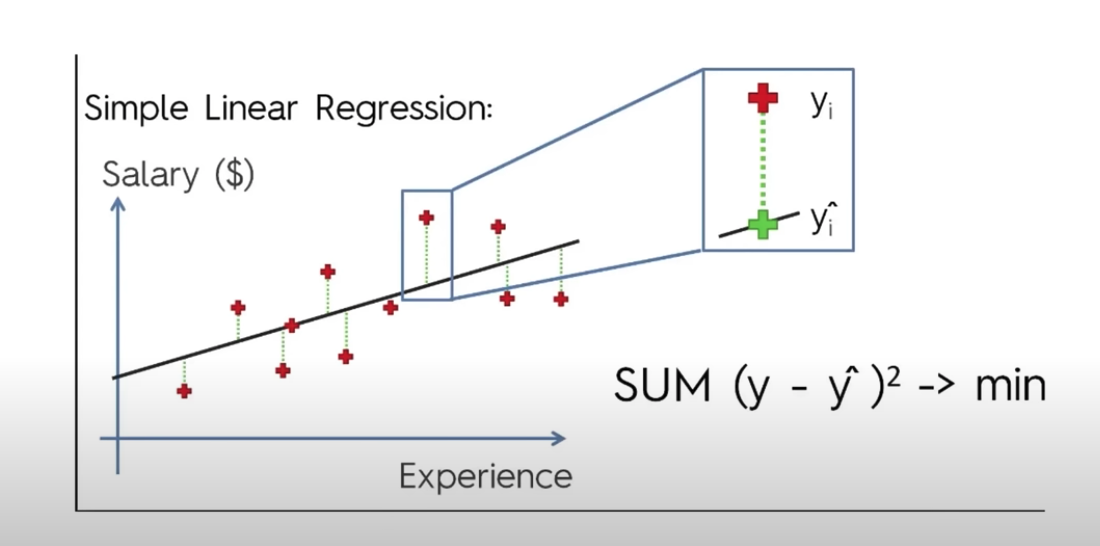 Simple Linear Regression:
Salary ($)
yᵢ
ŷᵢ
SUM (y - ŷ)² -> min
Experience